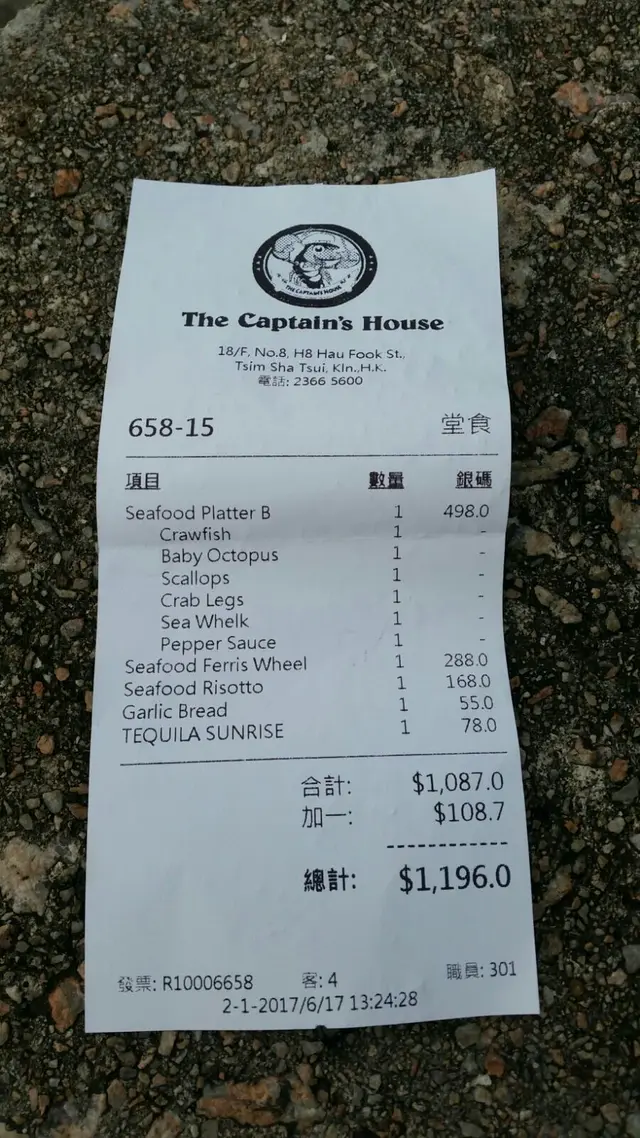 THE CAPTAIN'S HOUSE
The Captain's House
18/F, No.8, H8 Hau Fook St.,
Tsim Sha Tsui, Kln.,H.K.
電話: 2366 5600
658-15 堂食
項目 數量 銀碼
Seafood Platter B 1 498.0
Crawfish 1 -
Baby Octopus 1 -
Scallops 1 -
Crab Legs 1 -
Sea Whelk 1 -
Pepper Sauce 1 -
Seafood Ferris Wheel 1 288.0
Seafood Risotto 1 168.0
Garlic Bread 1 55.0
TEQUILA SUNRISE 1 78.0
合計: $1,087.0
加一: $108.7
------------
總計: $1,196.0
發票: R10006658 客: 4 職員: 301
2-1-2017/6/17 13:24:28